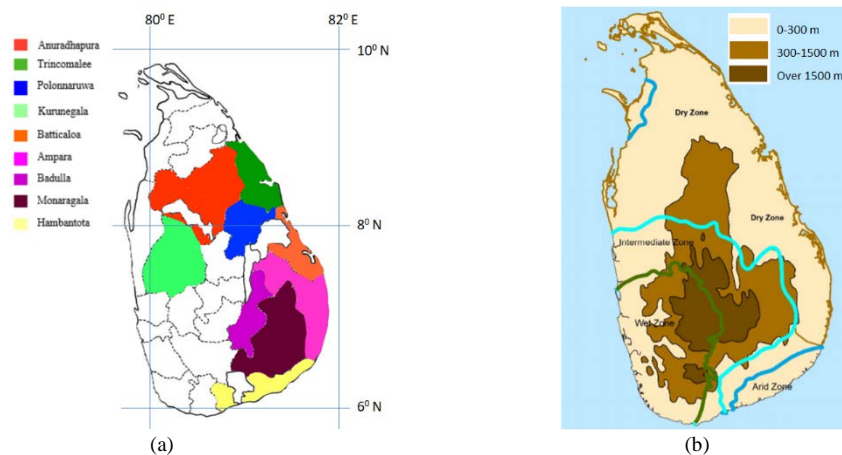 80⁰ E
82⁰ E
10⁰ N
Anuradhapura
Trincomalee
Polonnaruwa
Kurunegala
Batticaloa
Ampara
Badulla
Monaragala
Hambantota
8⁰ N
6⁰ N
(a)
0-300 m
300-1500 m
Over 1500 m
Dry Zone
Dry Zone
Intermediate Zone
Wet Zone
Arid Zone
(b)